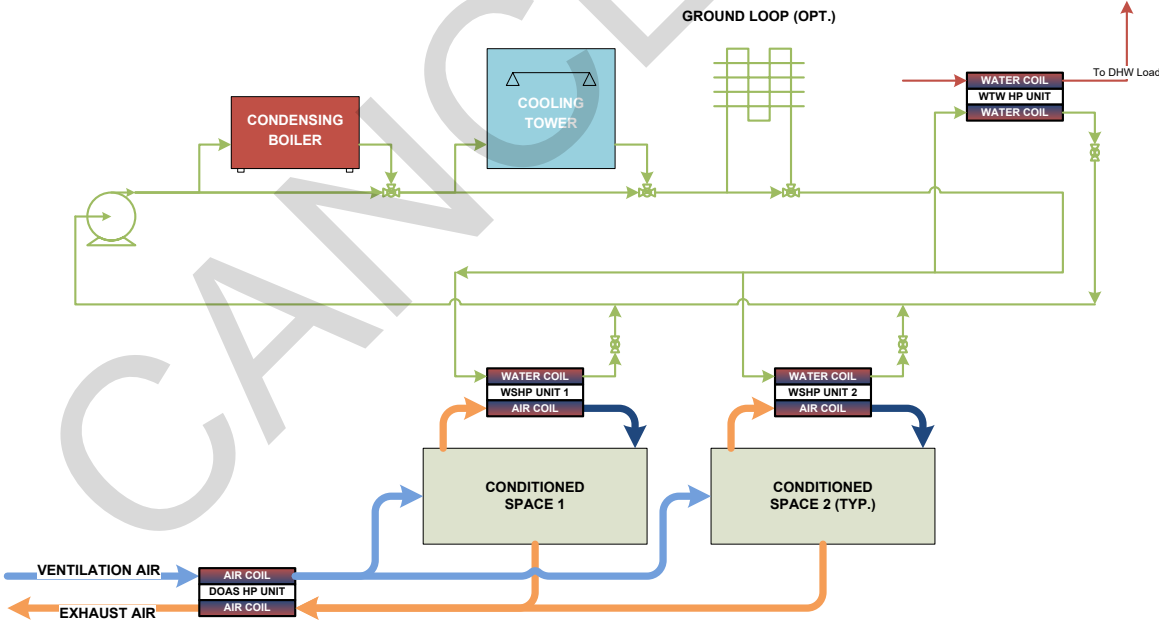 GROUND LOOP (OPT.)
To DHW Load
WATER COIL
WTW HP UNIT
WATER COIL
CONDENSING
BOILER
COOLING
TOWER
WATER COIL
WSHP UNIT 1
AIR COIL
WATER COIL
WSHP UNIT 2
AIR COIL
CONDITIONED
SPACE 1
CONDITIONED
SPACE 2 (TYP.)
VENTILATION AIR
AIR COIL
DOAS HP UNIT
AIR COIL
EXHAUST AIR